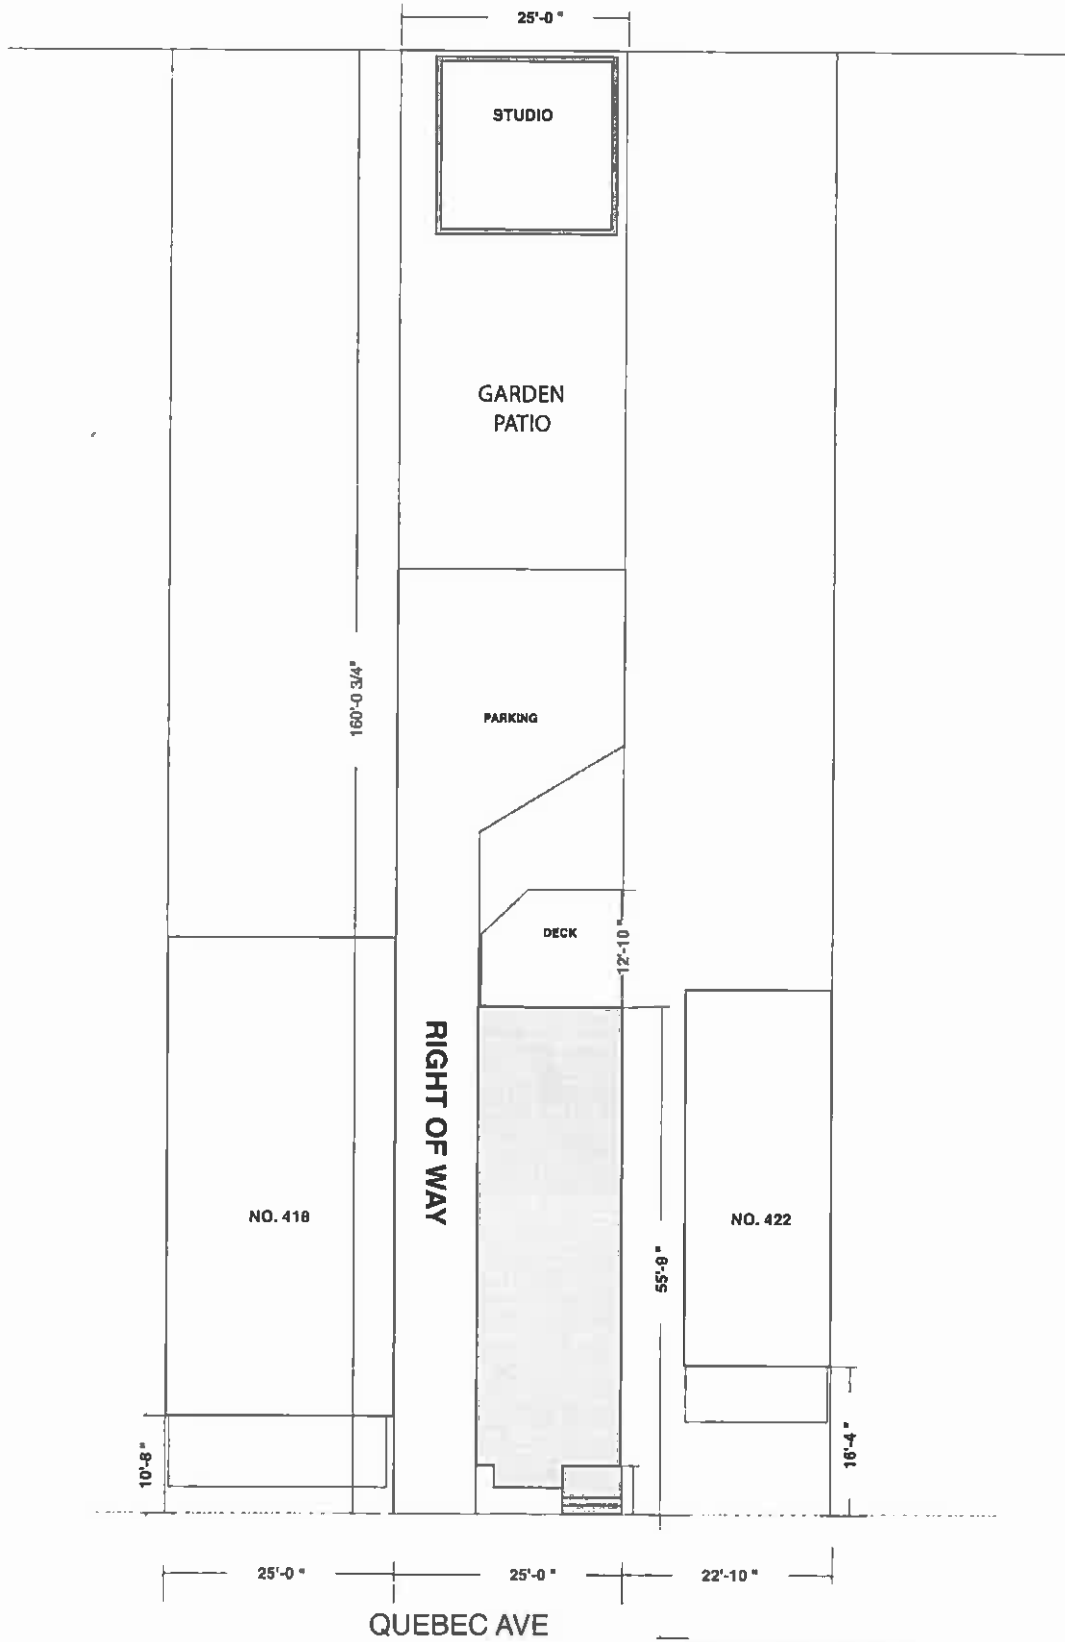 25'-0 "
STUDIO
GARDEN
PATIO
160'-0 3/4"
PARKING
DECK
12'-10 "
RIGHT OF WAY
NO. 418
NO. 422
55'-9 "
10'-8 "
16'-4 "
25'-0 "
25'-0 "
22'-10 "
QUEBEC AVE